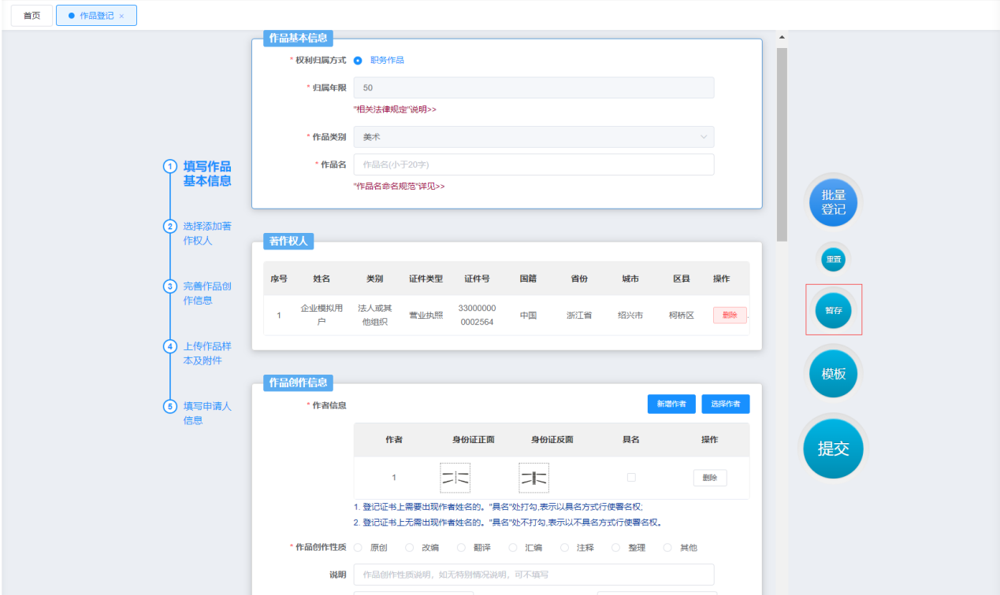 首页
作品登记 ×
作品基本信息
* 权利归属方式 职务作品
* 归属年限 50
"相关法律规定"说明>>
* 作品类别 美术
* 作品名 作品名(小于20字)
"作品名命名规范"详见>>
1 填写作品
基本信息
2 选择添加著
作权人
3 完善作品创
作信息
4 上传作品样
本及附件
5 填写申请人
信息
著作权人
序号 姓名 类别 证件类型 证件号 国籍 省份 城市 区县 操作
1 企业模拟用户 法人或其他组织 营业执照 330000000002564 中国 浙江省 绍兴市 柯桥区 删除
作品创作信息
* 作者信息 新增作者 选择作者
作者 身份证正面 身份证反面 具名 操作
1 删除
1. 登记证书上需要出现作者姓名的。"具名"处打勾,表示以具名方式行使署名权;
2. 登记证书上无需出现作者姓名的。"具名"处不打勾,表示以不具名方式行使署名权。
* 作品创作性质 原创 改编 翻译 汇编 注释 整理 其他
说明 作品创作性质说明，如无特别情况说明，可不填写
批量
登记
重置
暂存
模板
提交